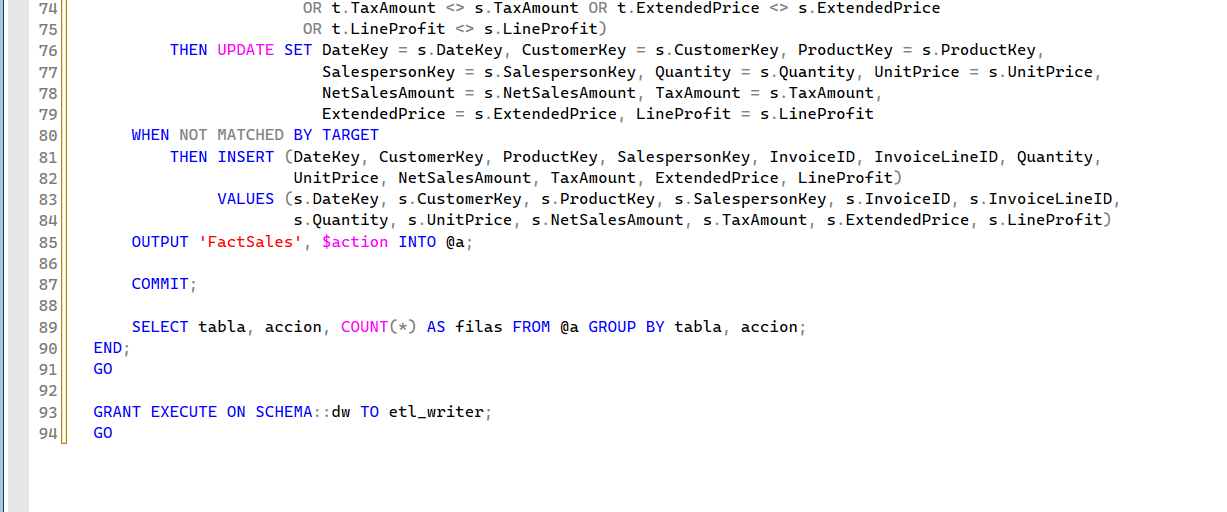 74 OR t.TaxAmount <> s.TaxAmount OR t.ExtendedPrice <> s.ExtendedPrice
75 OR t.LineProfit <> s.LineProfit)
76 THEN UPDATE SET DateKey = s.DateKey, CustomerKey = s.CustomerKey, ProductKey = s.ProductKey,
77 SalespersonKey = s.SalespersonKey, Quantity = s.Quantity, UnitPrice = s.UnitPrice,
78 NetSalesAmount = s.NetSalesAmount, TaxAmount = s.TaxAmount,
79 ExtendedPrice = s.ExtendedPrice, LineProfit = s.LineProfit
80 WHEN NOT MATCHED BY TARGET
81 THEN INSERT (DateKey, CustomerKey, ProductKey, SalespersonKey, InvoiceID, InvoiceLineID, Quantity,
82 UnitPrice, NetSalesAmount, TaxAmount, ExtendedPrice, LineProfit)
83 VALUES (s.DateKey, s.CustomerKey, s.ProductKey, s.SalespersonKey, s.InvoiceID, s.InvoiceLineID,
84 s.Quantity, s.UnitPrice, s.NetSalesAmount, s.TaxAmount, s.ExtendedPrice, s.LineProfit)
85 OUTPUT 'FactSales', $action INTO @a;
86
87 COMMIT;
88
89 SELECT tabla, accion, COUNT(*) AS filas FROM @a GROUP BY tabla, accion;
90 END;
91 GO
92
93 GRANT EXECUTE ON SCHEMA::dw TO etl_writer;
94 GO